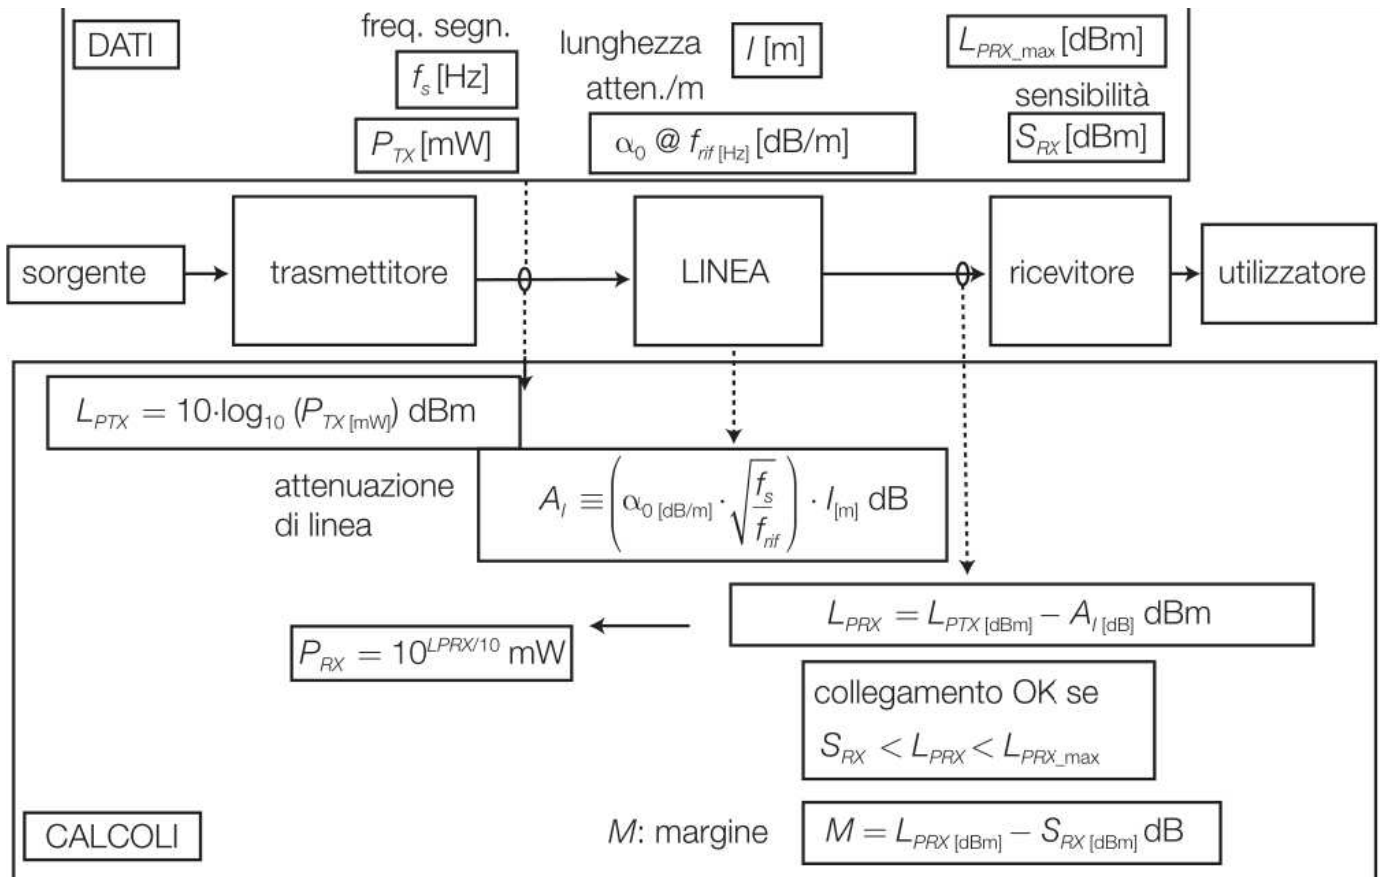 DATI
freq. segn.
f_s [Hz]
P_TX [mW]
lunghezza
l [m]
atten./m
α_0 @ f_rif [Hz] [dB/m]
L_PRX_max [dBm]
sensibilità
S_RX [dBm]
sorgente
trasmettitore
LINEA
ricevitore
utilizzatore
L_PTX = 10·log_10 (P_TX [mW]) dBm
attenuazione
di linea
A_l ≡ (α_0 [dB/m] · √(f_s/f_rif)) · l_[m] dB
L_PRX = L_PTX [dBm] − A_l [dB] dBm
P_RX = 10^LPRX/10 mW
collegamento OK se
S_RX < L_PRX < L_PRX_max
CALCOLI
M: margine
M = L_PRX [dBm] − S_RX [dBm] dB